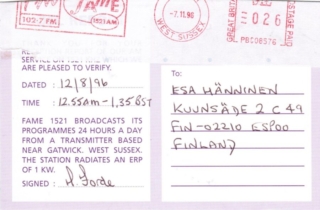 FAME
102·7 FM.
1521 AM.
-7.11.96
WEST SUSSEX
GREAT BRITAIN
026
POSTAGE PAID
ARE PLEASED TO VERIFY.
DATED : 12/8/96
TIME : 12.55am - 1.35 BST
FAME 1521 BROADCASTS ITS
PROGRAMMES 24 HOURS A DAY
FROM A TRANSMITTER BASED
NEAR GATWICK. WEST SUSSEX.
THE STATION RADIATES AN ERP
OF 1 KW.
SIGNED :
To:
ESA HÄNNINEN
KUUNSÄDE 2 C 49
FIN-02210 ESPOO
FINLAND